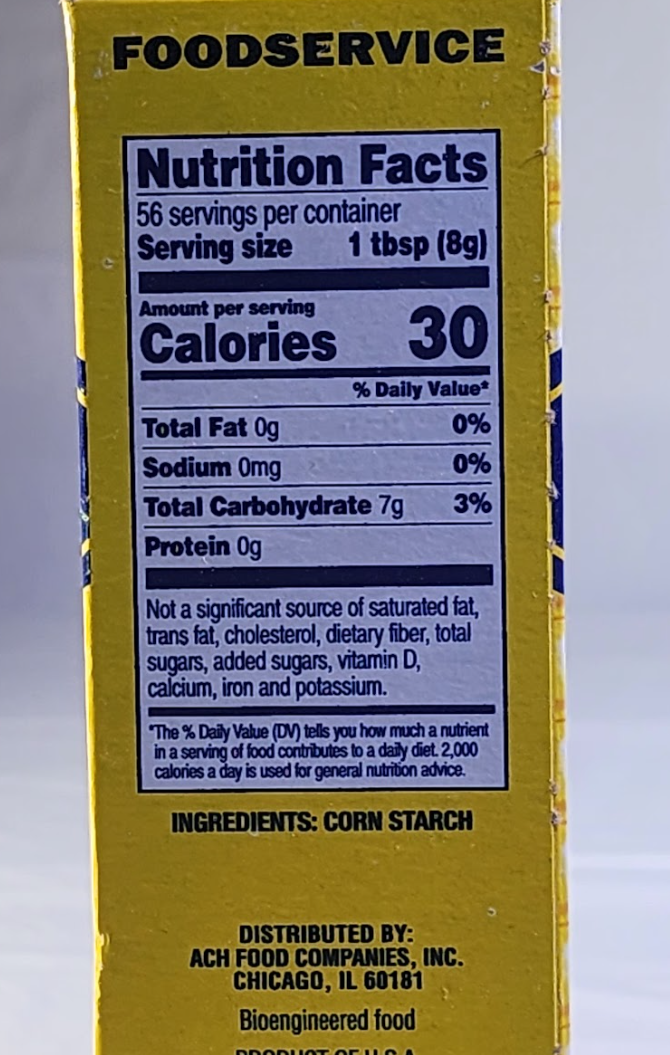 FOODSERVICE
Nutrition Facts
56 servings per container
Serving size 1 tbsp (8g)
Amount per serving
Calories 30
% Daily Value*
Total Fat 0g 0%
Sodium 0mg 0%
Total Carbohydrate 7g 3%
Protein 0g
Not a significant source of saturated fat,
trans fat, cholesterol, dietary fiber, total
sugars, added sugars, vitamin D,
calcium, iron and potassium.
*The % Daily Value (DV) tells you how much a nutrient
in a serving of food contributes to a daily diet. 2,000
calories a day is used for general nutrition advice.
INGREDIENTS: CORN STARCH
DISTRIBUTED BY:
ACH FOOD COMPANIES, INC.
CHICAGO, IL 60181
Bioengineered food
PRODUCT OF U.S.A.